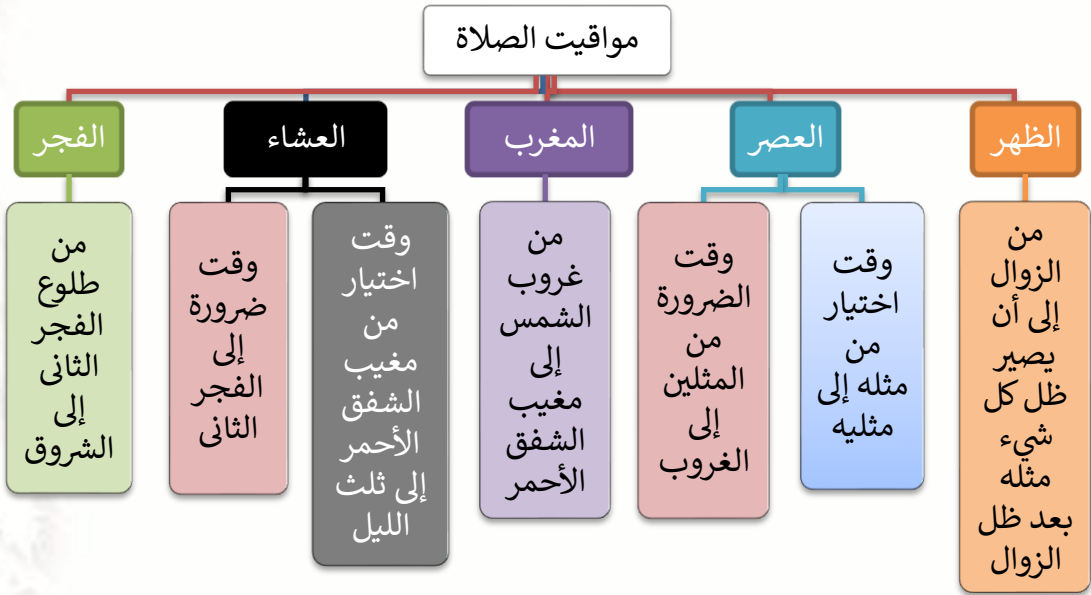 مواقيت الصلاة
الظهر
من
الزوال
إلى أن
يصير
ظل كل
شيء
مثله
بعد ظل
الزوال
العصر
وقت
اختيار
من
مثله إلى
مثليه
وقت
الضرورة
من
المثلين
إلى
الغروب
المغرب
من
غروب
الشمس
إلى
مغيب
الشفق
الأحمر
العشاء
وقت
اختيار
من
مغيب
الشفق
الأحمر
إلى ثلث
الليل
وقت
ضرورة
إلى
الفجر
الثانى
الفجر
من
طلوع
الفجر
الثانى
إلى
الشروق